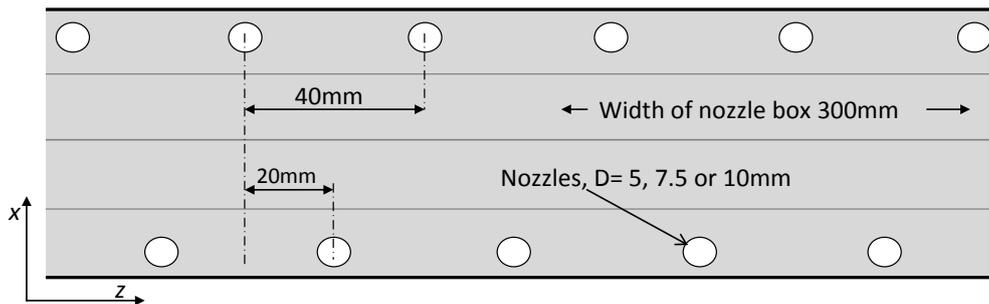 40mm
Width of nozzle box 300mm
20mm
Nozzles, D= 5, 7.5 or 10mm
x
z